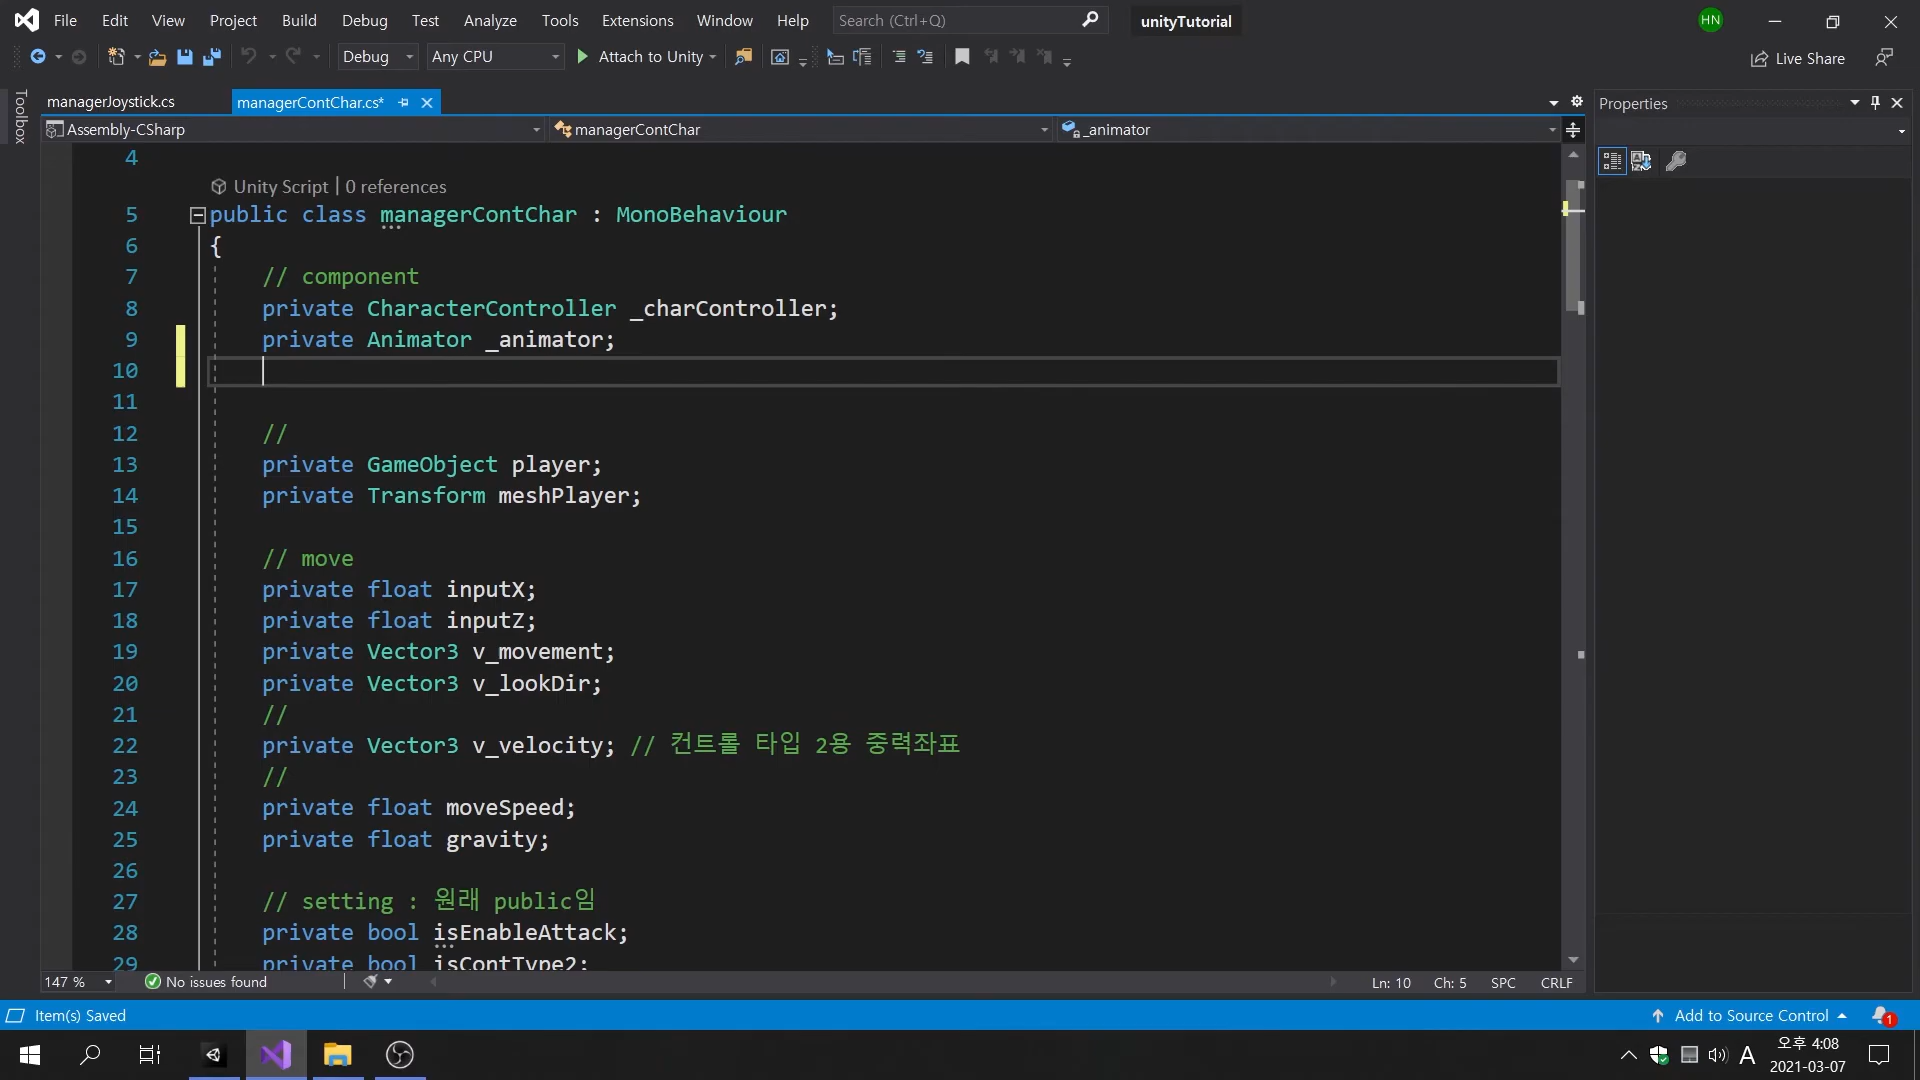 File Edit View Project Build Debug Test Analyze Tools Extensions Window Help Search (Ctrl+Q) unityTutorial HN
Debug Any CPU Attach to Unity Live Share
Toolbox
managerJoystick.cs managerContChar.cs*
Properties
Assembly-CSharp managerContChar _animator
4
Unity Script | 0 references
5 public class managerContChar : MonoBehaviour
6 {
7 // component
8 private CharacterController _charController;
9 private Animator _animator;
10
11
12 //
13 private GameObject player;
14 private Transform meshPlayer;
15
16 // move
17 private float inputX;
18 private float inputZ;
19 private Vector3 v_movement;
20 private Vector3 v_lookDir;
21 //
22 private Vector3 v_velocity; // 컨트롤 타입 2용 중력좌표
23 //
24 private float moveSpeed;
25 private float gravity;
26
27 // setting : 원래 public임
28 private bool isEnableAttack;
29 private bool isContType2;
147 % No issues found Ln: 10 Ch: 5 SPC CRLF
Item(s) Saved Add to Source Control 1
A 오후 4:08
2021-03-07